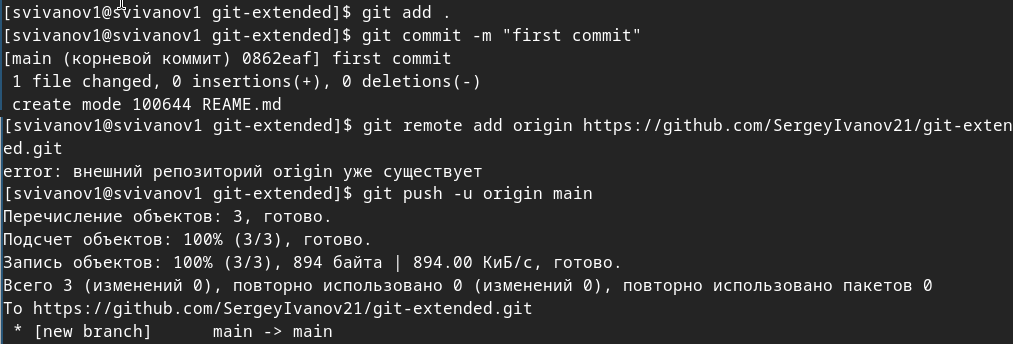 [svivanov1@svivanov1 git-extended]$ git add .
[svivanov1@svivanov1 git-extended]$ git commit -m "first commit"
[main (корневой коммит) 0862eaf] first commit
 1 file changed, 0 insertions(+), 0 deletions(-)
 create mode 100644 REAME.md
[svivanov1@svivanov1 git-extended]$ git remote add origin https://github.com/SergeyIvanov21/git-exten
ed.git
error: внешний репозиторий origin уже существует
[svivanov1@svivanov1 git-extended]$ git push -u origin main
Перечисление объектов: 3, готово.
Подсчет объектов: 100% (3/3), готово.
Запись объектов: 100% (3/3), 894 байта | 894.00 КиБ/с, готово.
Всего 3 (изменений 0), повторно использовано 0 (изменений 0), повторно использовано пакетов 0
To https://github.com/SergeyIvanov21/git-extended.git
 * [new branch]      main -> main